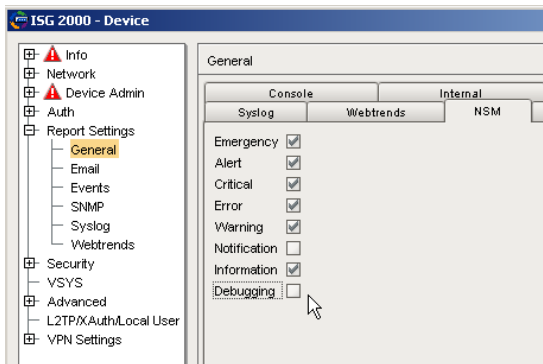 ISG 2000 - Device
Info
Network
Device Admin
Auth
Report Settings
General
Email
Events
SNMP
Syslog
Webtrends
Security
VSYS
Advanced
L2TP/XAuth/Local User
VPN Settings
General
Console Internal
Syslog Webtrends NSM
Emergency
Alert
Critical
Error
Warning
Notification
Information
Debugging